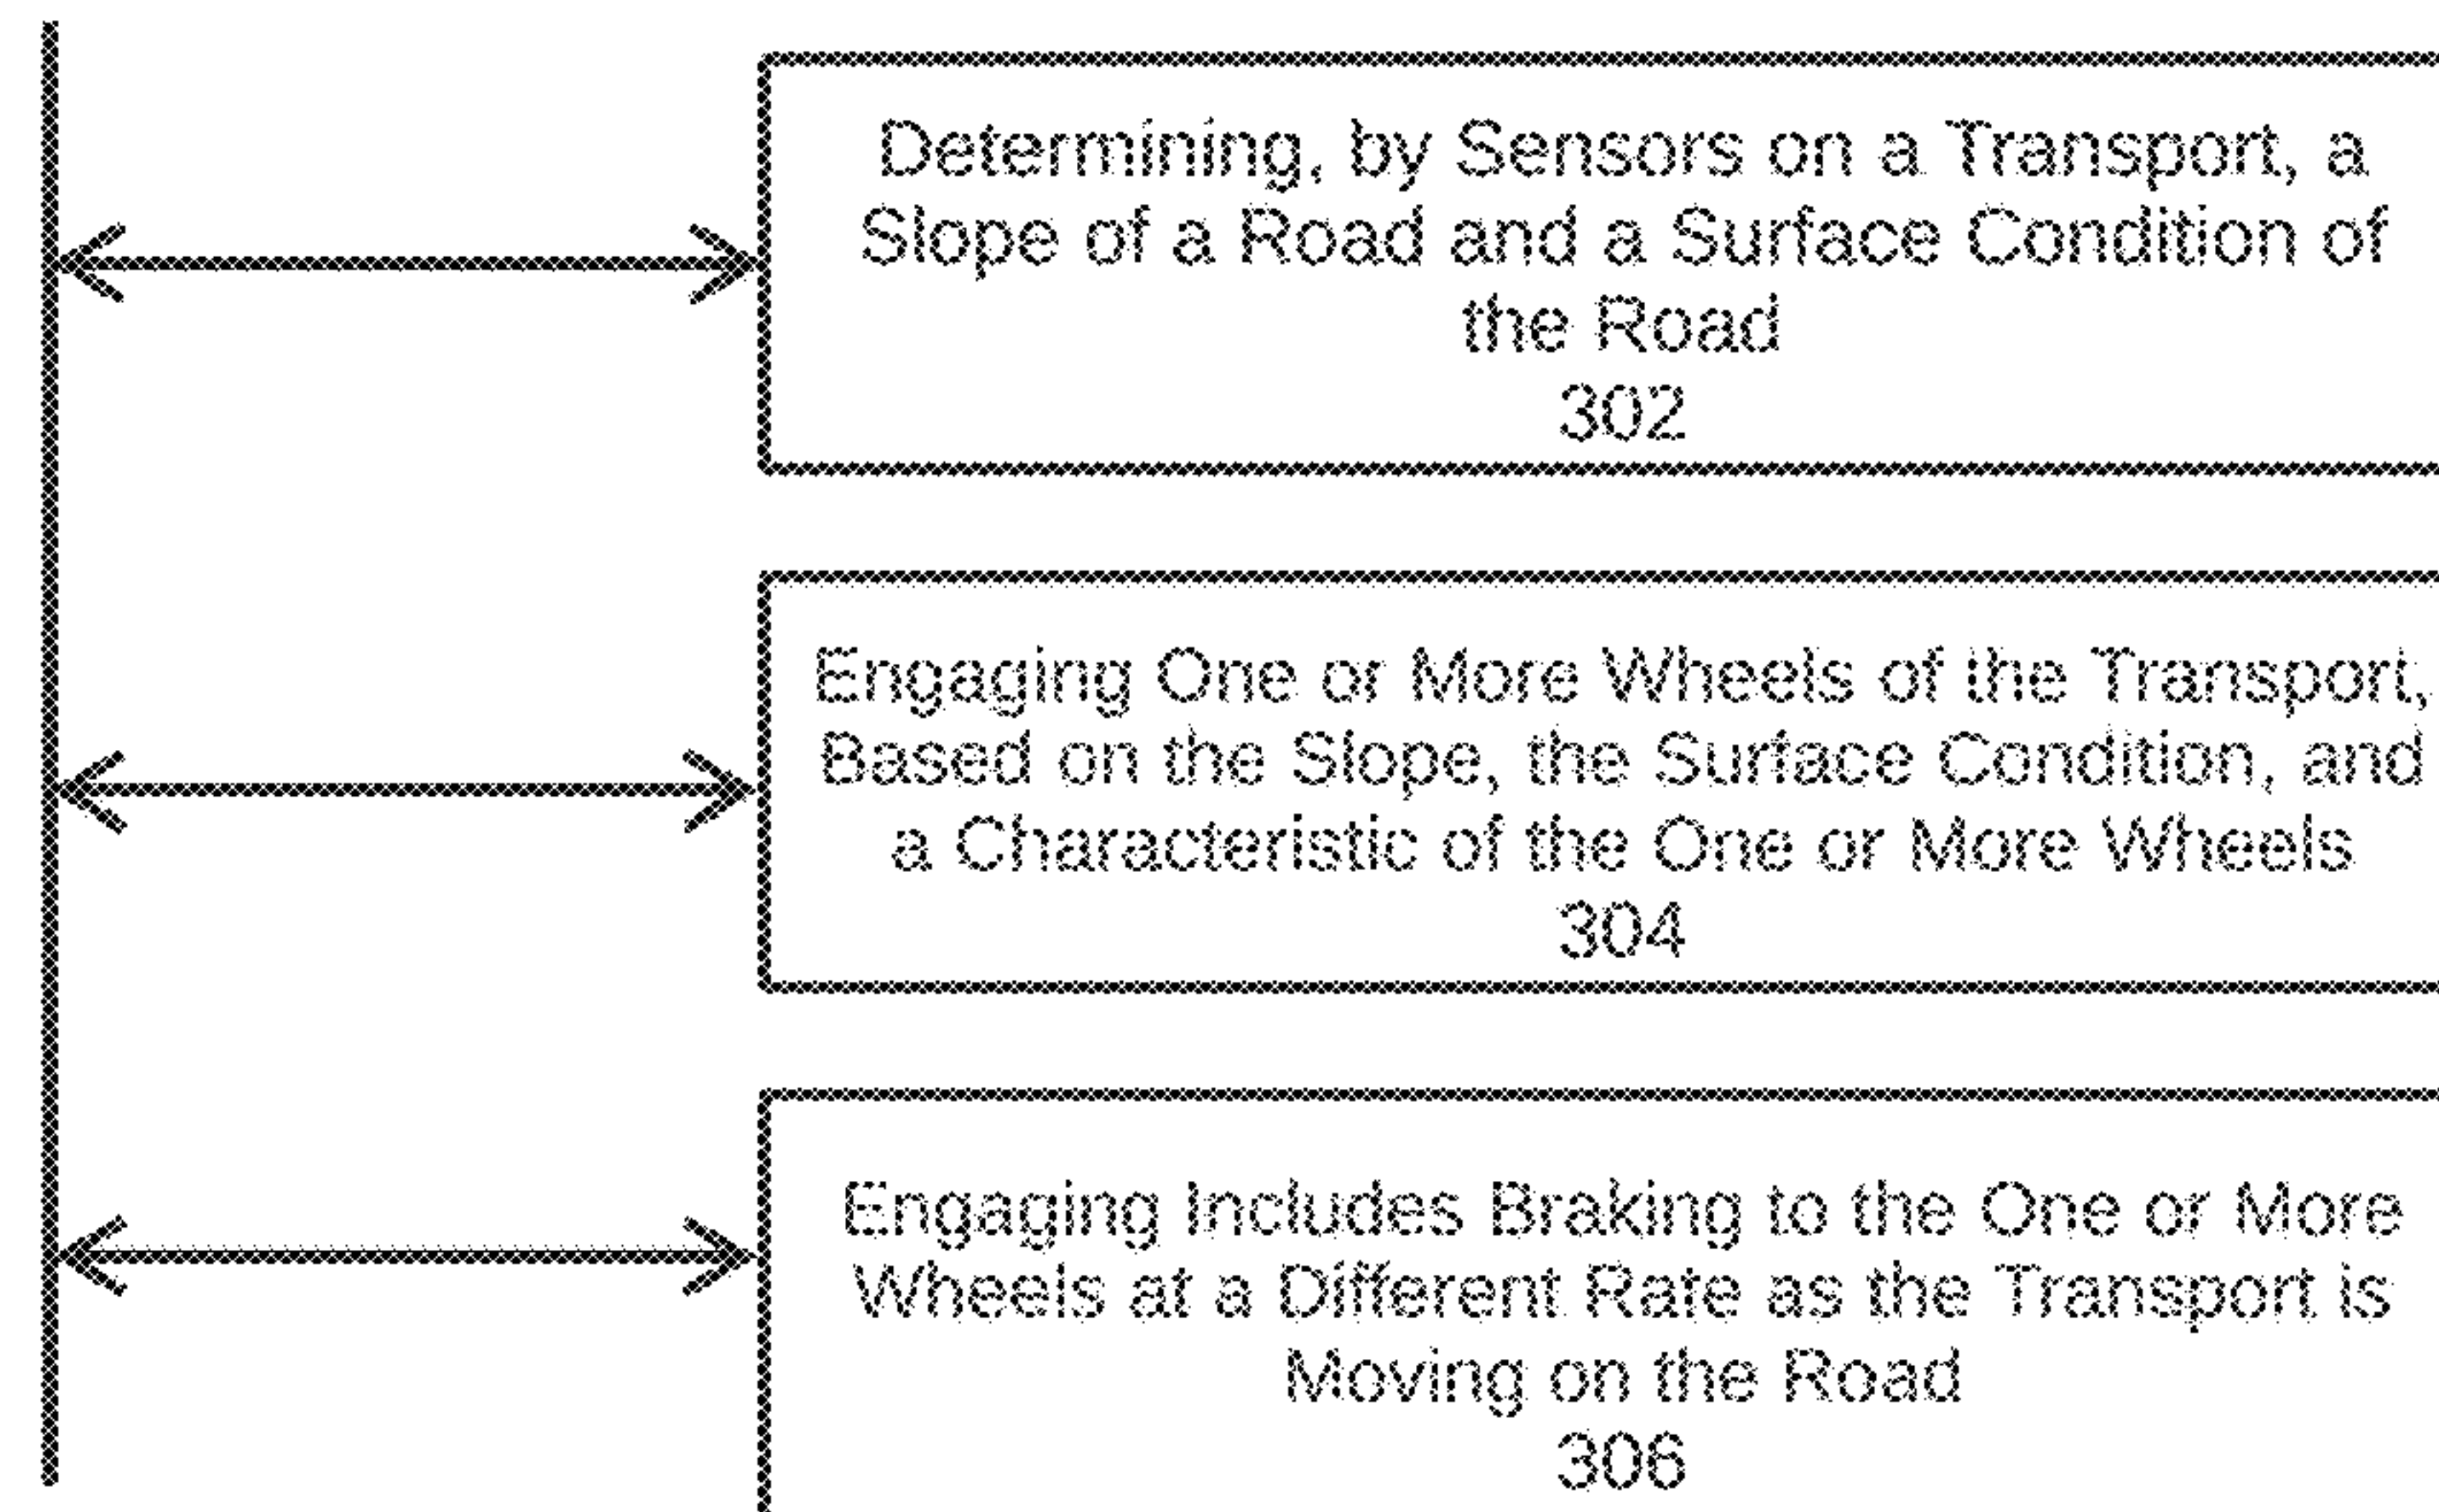 Determining, by Sensors on a Transport, a
Slope of a Road and a Surface Condition of
the Road
302
Engaging One or More Wheels of the Transport,
Based on the Slope, the Surface Condition, and
a Characteristic of the One or More Wheels
304
Engaging Includes Braking to the One or More
Wheels at a Different Rate as the Transport is
Moving on the Road
306